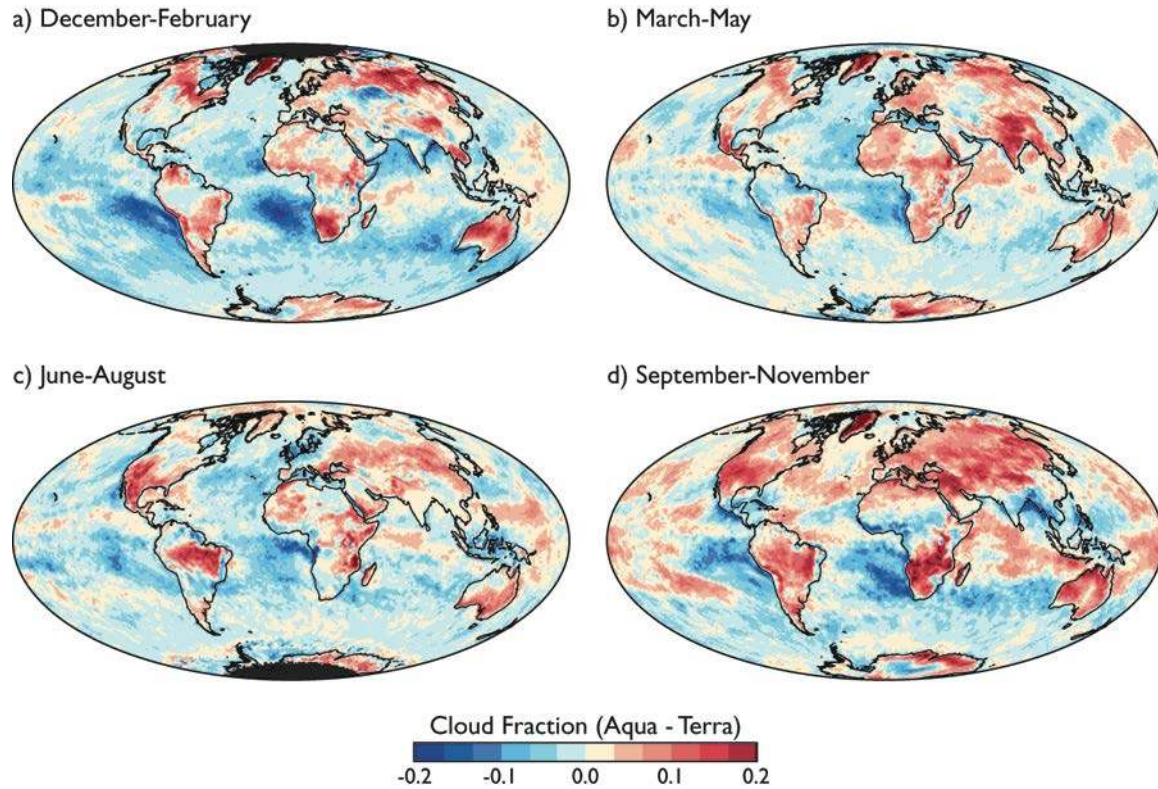 a) December-February
b) March-May
c) June-August
d) September-November
Cloud Fraction (Aqua - Terra)
-0.2 -0.1 0.0 0.1 0.2